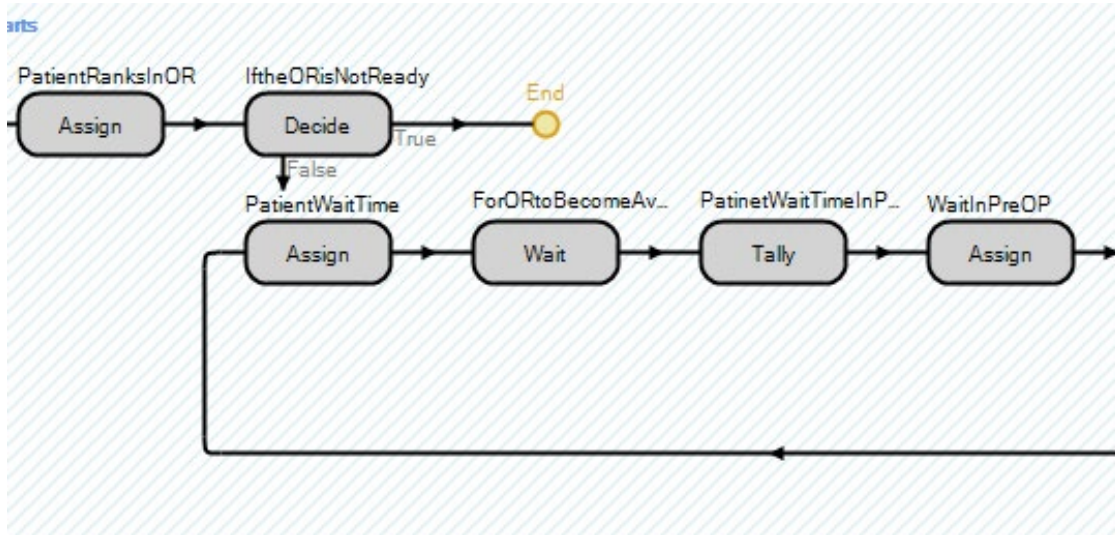 arts
PatientRanksInOR IftheORisNotReady
End
Assign Decide
True
False
PatientWaitTime ForORtoBecomeAv... PatinetWaitTimeInP... WaitInPreOP
Assign Wait Tally Assign